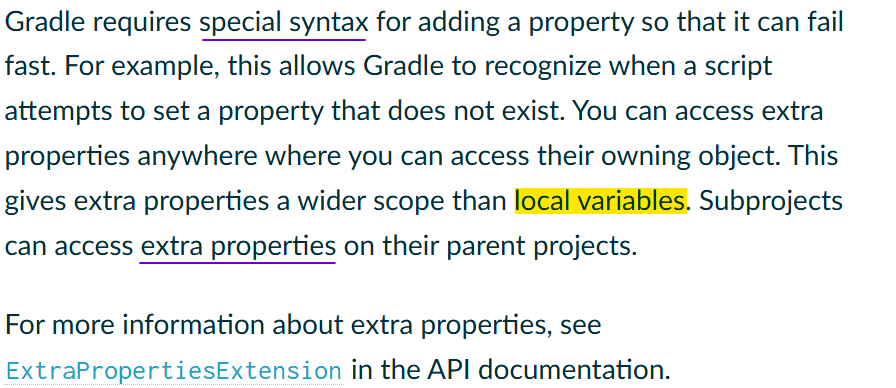 Gradle requires special syntax for adding a property so that it can fail
fast. For example, this allows Gradle to recognize when a script
attempts to set a property that does not exist. You can access extra
properties anywhere where you can access their owning object. This
gives extra properties a wider scope than local variables. Subprojects
can access extra properties on their parent projects.
For more information about extra properties, see
ExtraPropertiesExtension in the API documentation.